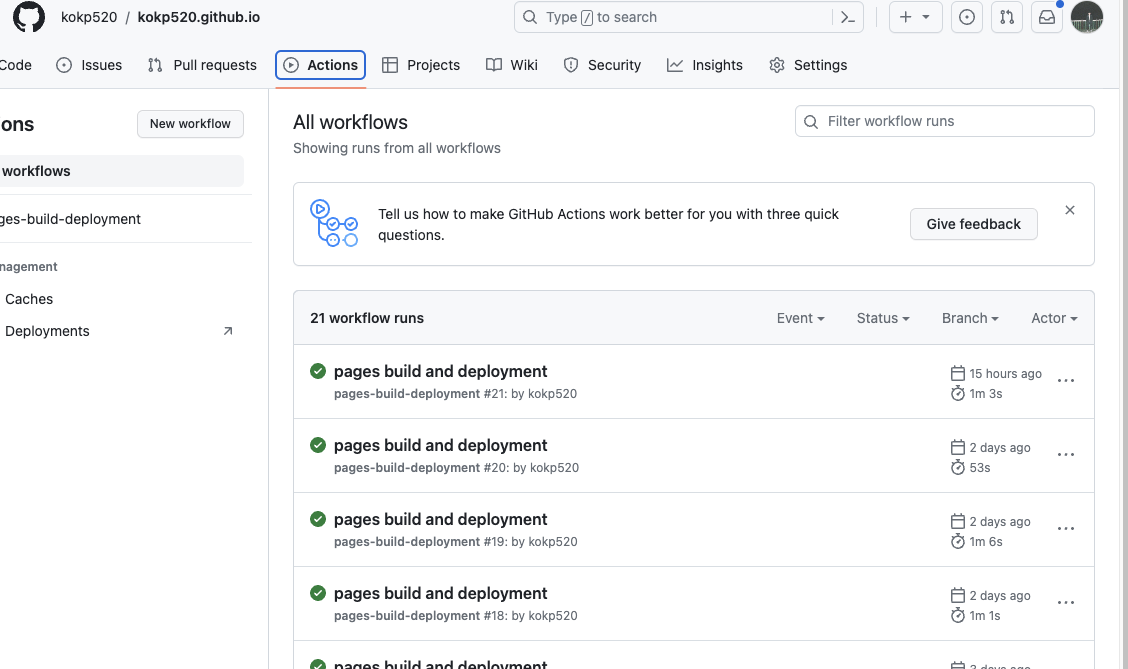 kokp520 / kokp520.github.io
Type / to search
Code
Issues
Pull requests
Actions
Projects
Wiki
Security
Insights
Settings
ons
New workflow
workflows
ges-build-deployment
nagement
Caches
Deployments
All workflows
Showing runs from all workflows
Filter workflow runs
Tell us how to make GitHub Actions work better for you with three quick
questions.
Give feedback
21 workflow runs
Event
Status
Branch
Actor
pages build and deployment
pages-build-deployment #21: by kokp520
15 hours ago
1m 3s
pages build and deployment
pages-build-deployment #20: by kokp520
2 days ago
53s
pages build and deployment
pages-build-deployment #19: by kokp520
2 days ago
1m 6s
pages build and deployment
pages-build-deployment #18: by kokp520
2 days ago
1m 1s
pages build and deployment
days ago